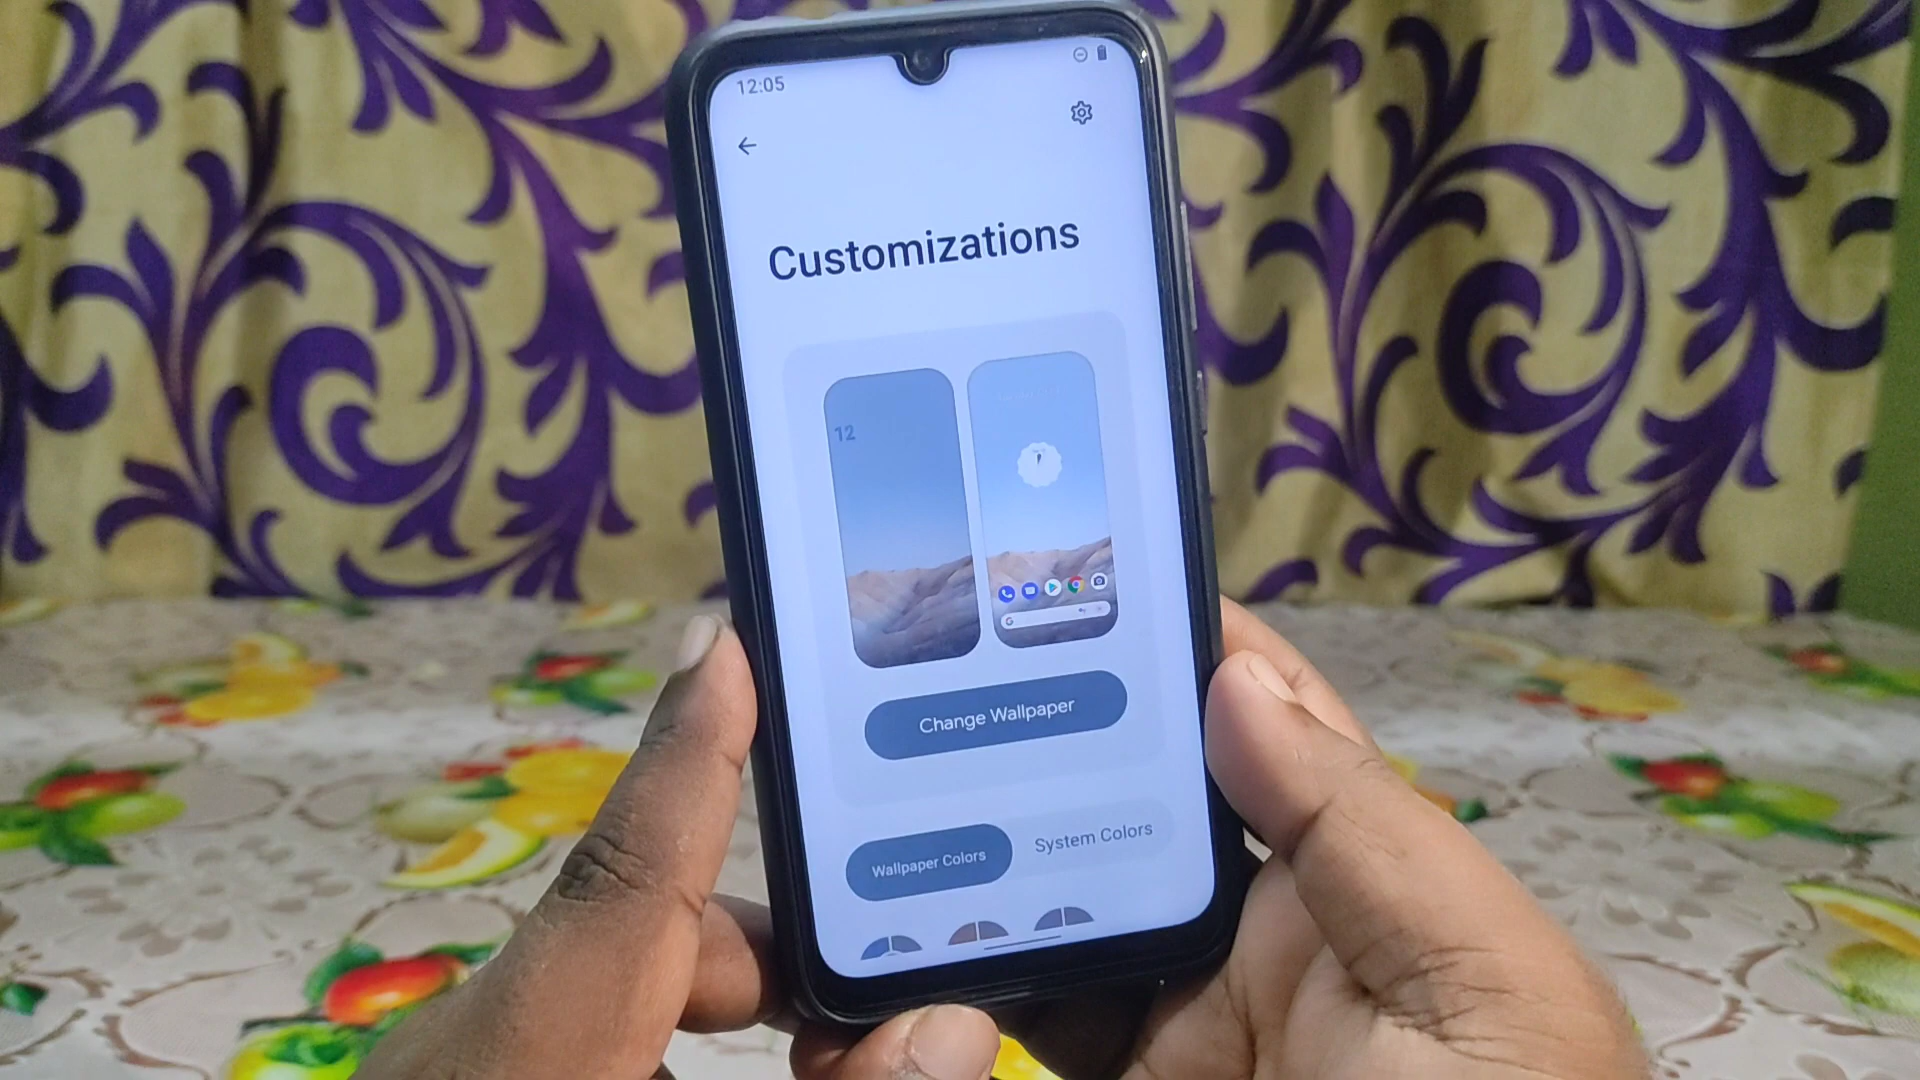 12:05
Customizations
12
Change Wallpaper
Wallpaper Colors
System Colors